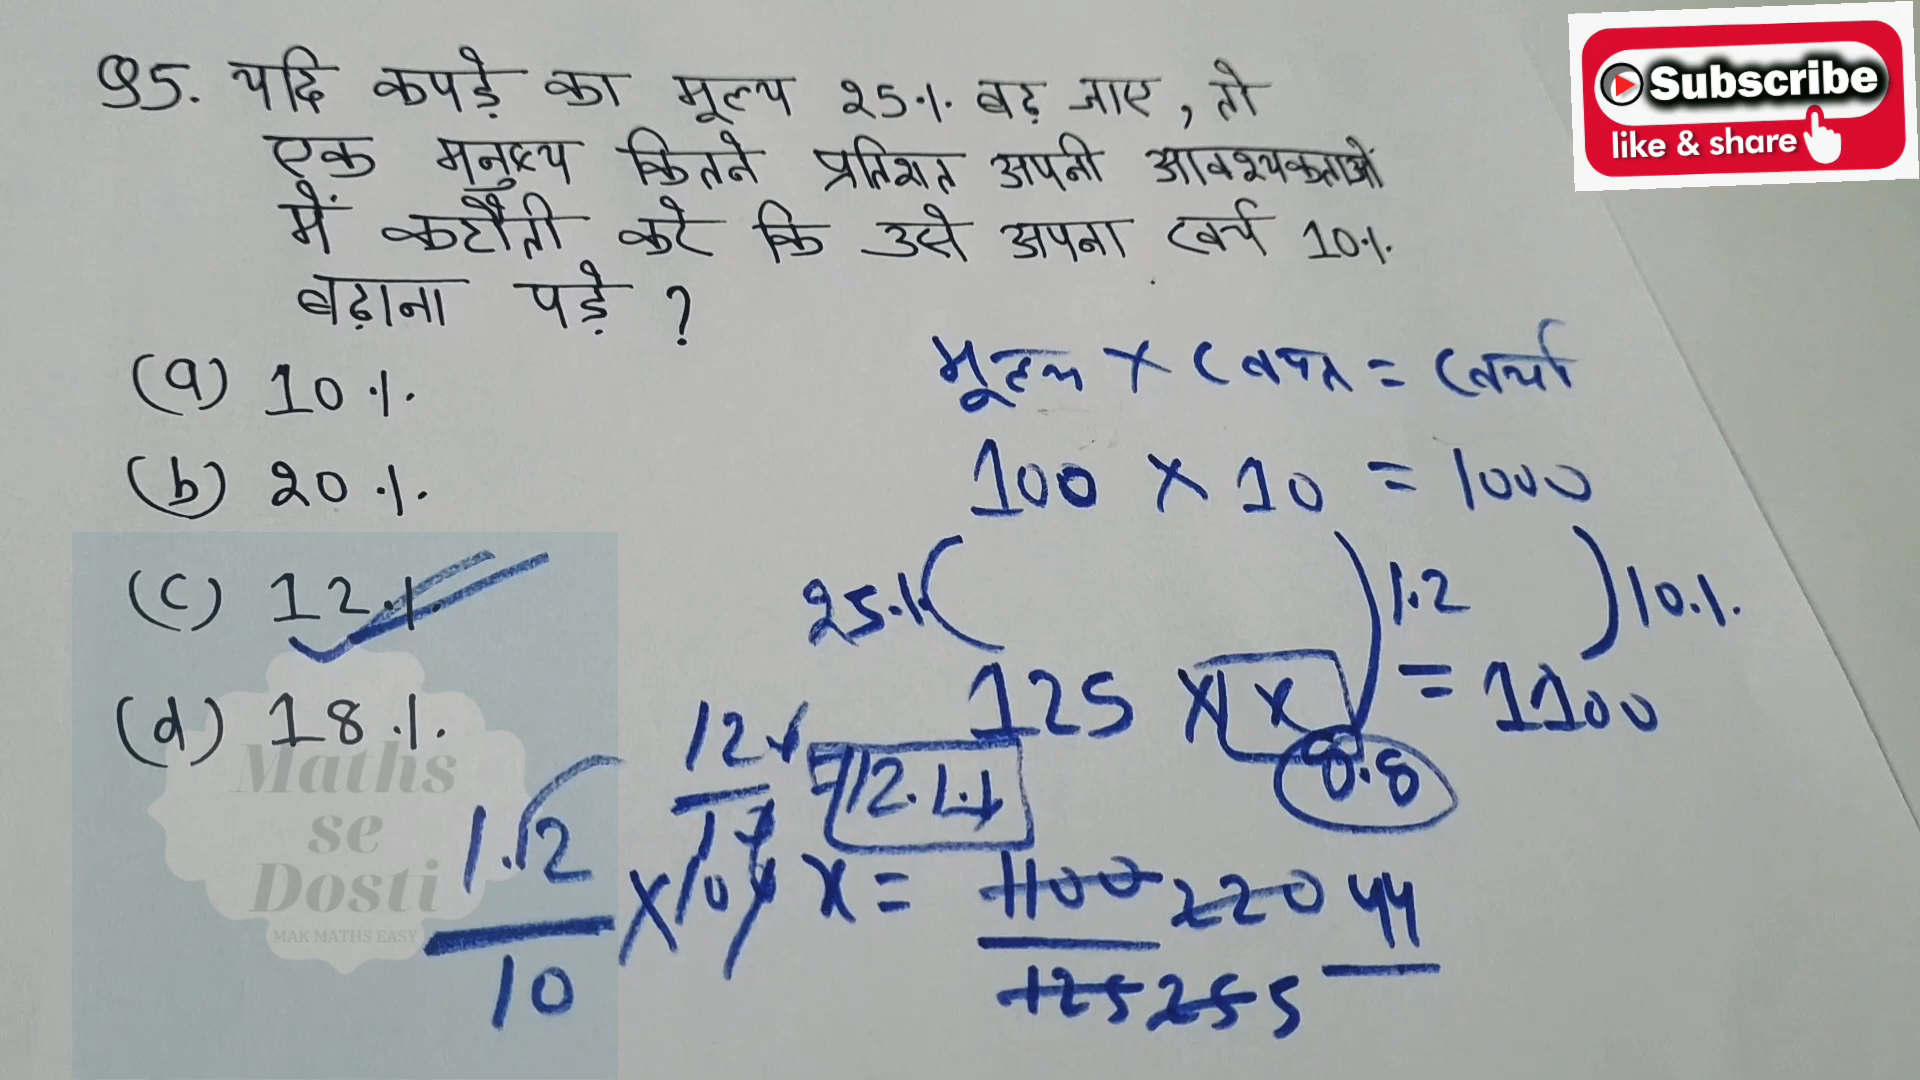 Q5. यदि कपड़े का मूल्य 25% बढ़ जाए, तो
एक मनुष्य कितने प्रतिशत अपनी आवश्यकताओं
में कटौती करे कि उसे अपना खर्च 10%
बढ़ाना पड़े ?
(a) 10%
(b) 20%
(c) 12%
(d) 18%
मूल्य × खपत = खर्चा
100 × 10 = 1000
25% 1.2 10%
125 × x = 1100
8.8
x = 1100 220 44
125 25 5
1.2
10
× 100
12
= 12%
Subscribe
like & share
Maths
se
Dosti
MAK MATHS EASY